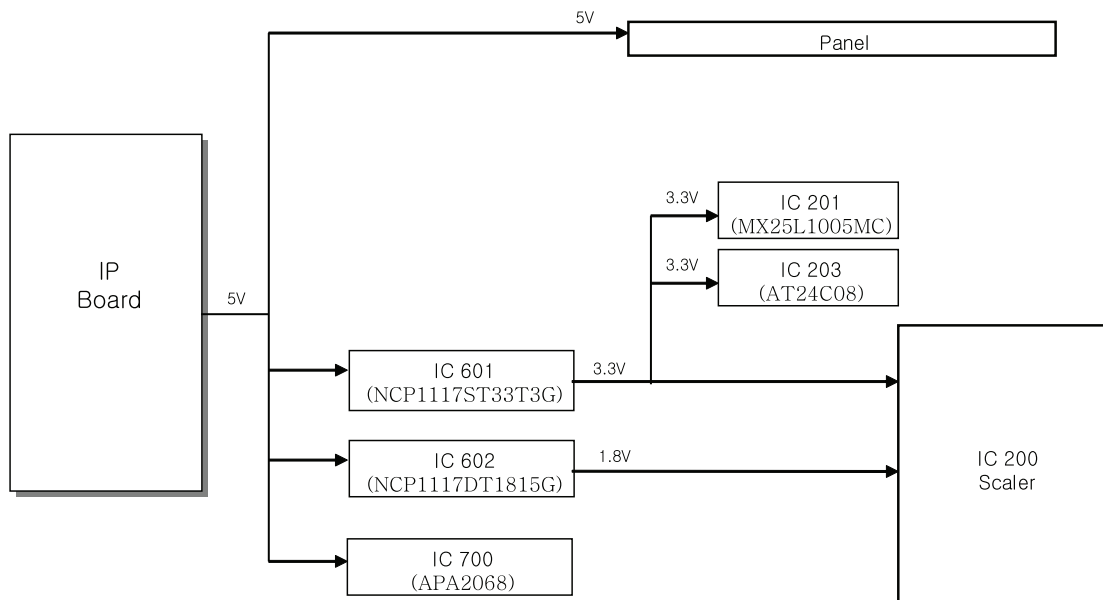 5V
Panel
3.3V
IC 201
(MX25L1005MC)
IP
Board
3.3V
IC 203
(AT24C08)
5V
IC 601
(NCP1117ST33T3G)
3.3V
IC 602
(NCP1117DT1815G)
1.8V
IC 200
Scaler
IC 700
(APA2068)